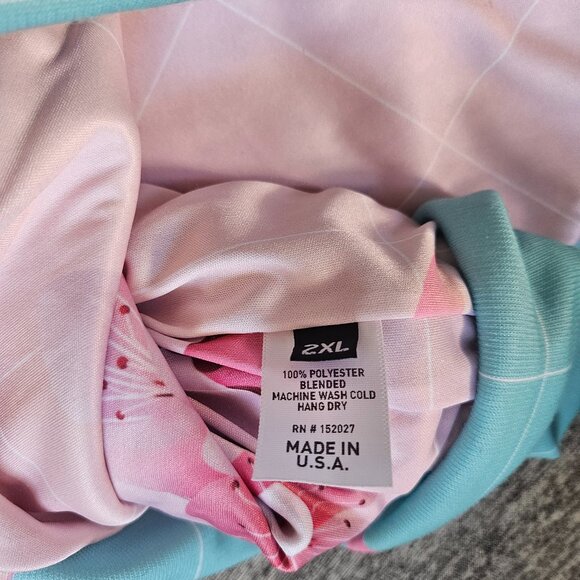 2XL
100% POLYESTER
BLENDED
MACHINE WASH COLD
HANG DRY
RN # 152027
MADE IN
U.S.A.